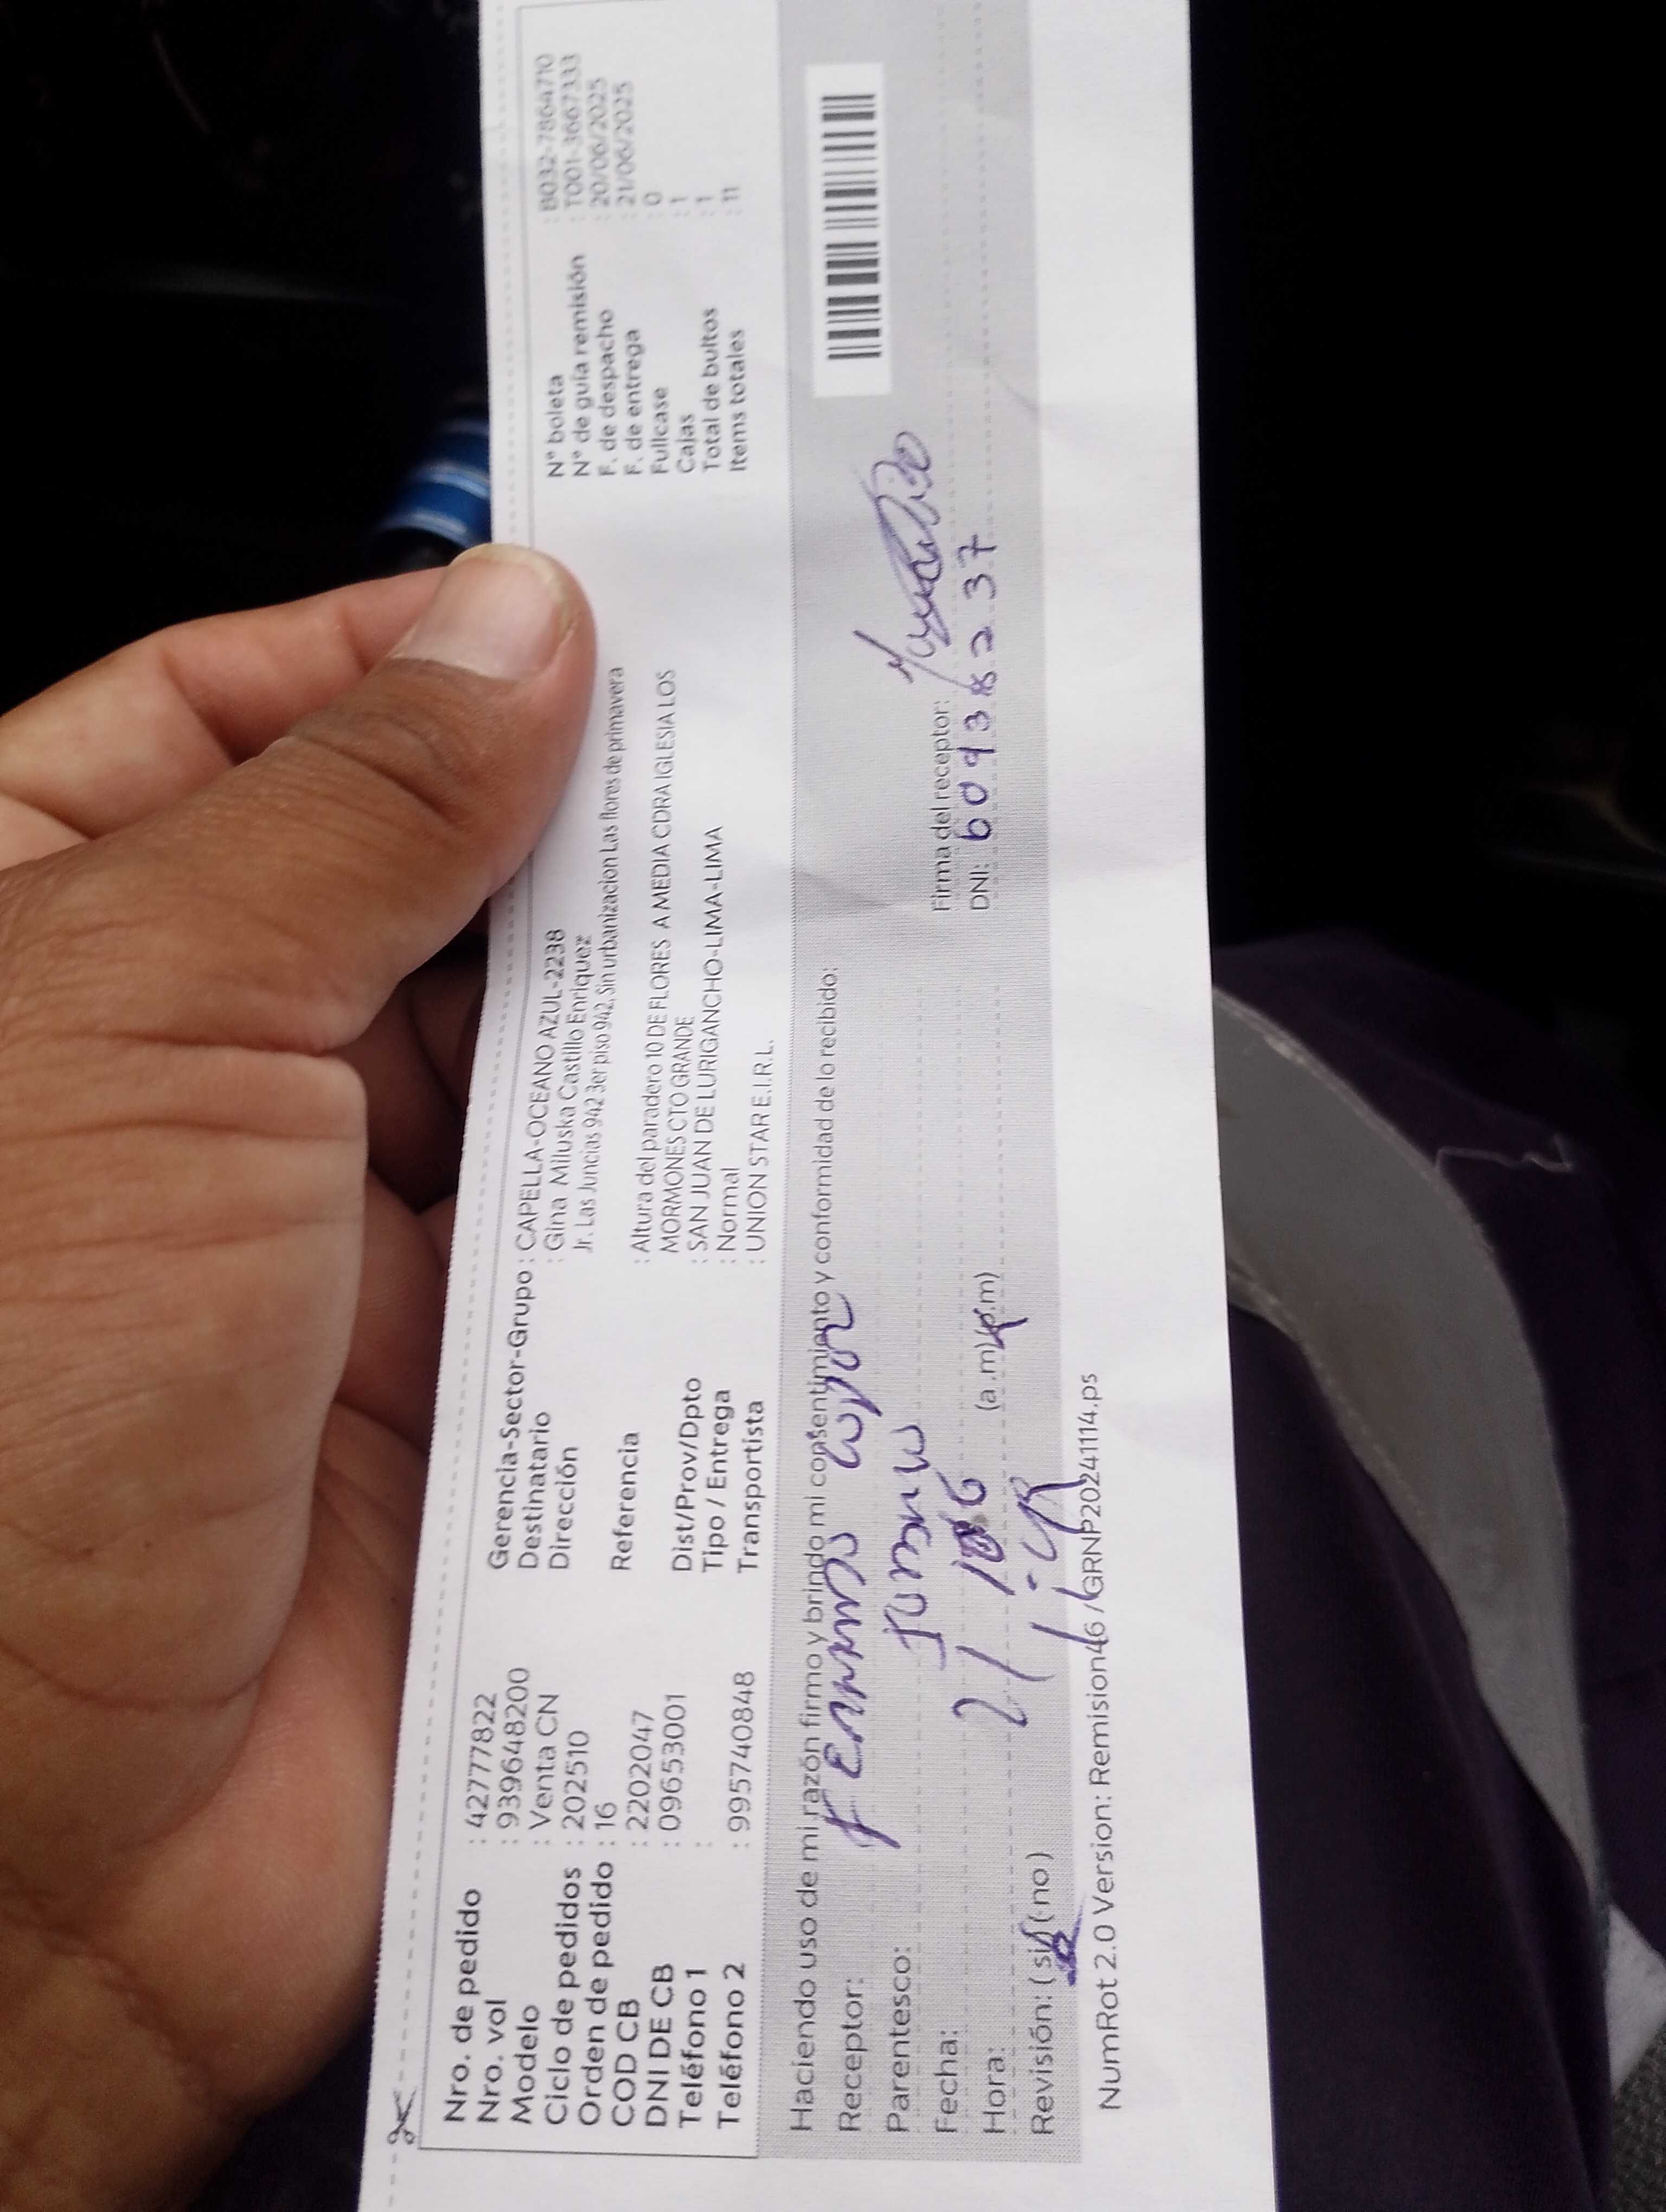 Nro. de pedido : 42777822
Nro. vol : 939648200
Modelo : Venta CN
Ciclo de pedidos : 202510
Orden de pedido : 16
COD CB : 2202047
DNI DE CB : 09653001
Teléfono 1 :
Teléfono 2 : 995740848
Gerencia-Sector-Grupo : CAPELLA-OCEANO AZUL-2238
Destinatario : Gina Miluska Castillo Enriquez
Dirección Jr. Las Juncias 942 3er piso 942, Sin urbanizacion Las flores de primavera
Referencia : Altura del paradero 10 DE FLORES A MEDIA CDRA IGLESIA LOS
MORMONES CTO GRANDE
Dist/Prov/Dpto : SAN JUAN DE LURIGANCHO-LIMA-LIMA
Tipo / Entrega : Normal
Transportista : UNION STAR E.I.R.L.
N° boleta : B032-7864710
N° de guía remisión : T001-3667333
F. de despacho : 20/06/2025
F. de entrega : 21/06/2025
Fullcase : 0
Cajas : 1
Total de bultos : 1
Items totales : 11
Haciendo uso de mi razón firmo y brindo mi consentimiento y conformidad de lo recibido:
Receptor:
Parentesco:
Fecha: 21/06
Hora: (a.m)(p.m)
Revisión: (si)(no)
Firma del receptor:
DNI: 60938237
NumRot 2.0 Version: Remision46 /GRNP20241114.ps